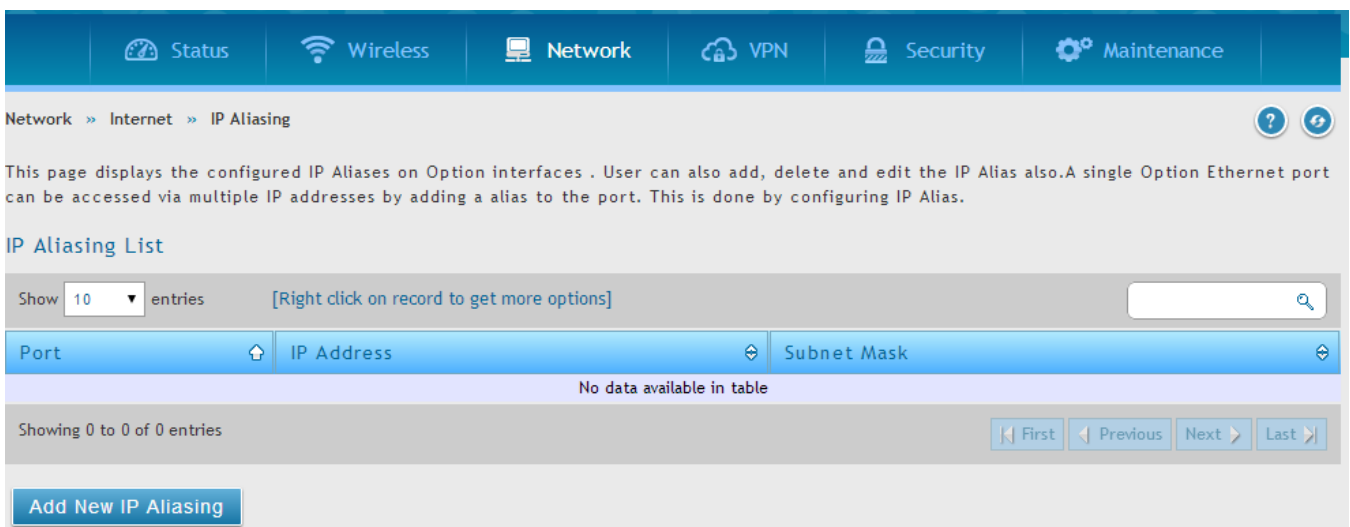 Status Wireless Network VPN Security Maintenance
Network » Internet » IP Aliasing
This page displays the configured IP Aliases on Option interfaces . User can also add, delete and edit the IP Alias also.A single Option Ethernet port
can be accessed via multiple IP addresses by adding a alias to the port. This is done by configuring IP Alias.
IP Aliasing List
Show 10 entries [Right click on record to get more options]
Port IP Address Subnet Mask
No data available in table
Showing 0 to 0 of 0 entries First Previous Next Last
Add New IP Aliasing